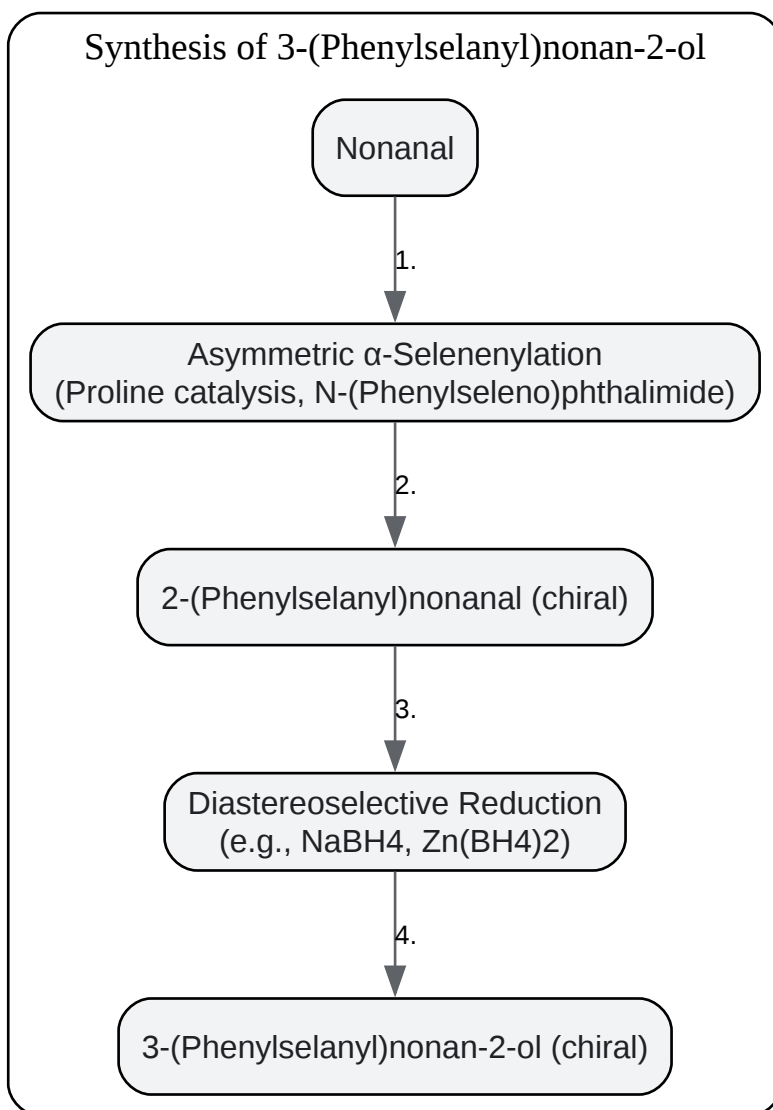 Synthesis of 3-(Phenylselanyl)nonan-2-ol
Nonanal
1.
Asymmetric α-Selenenylation
(Proline catalysis, N-(Phenylseleno)phthalimide)
2.
2-(Phenylselanyl)nonanal (chiral)
3.
Diastereoselective Reduction
(e.g., NaBH4, Zn(BH4)2)
4.
3-(Phenylselanyl)nonan-2-ol (chiral)